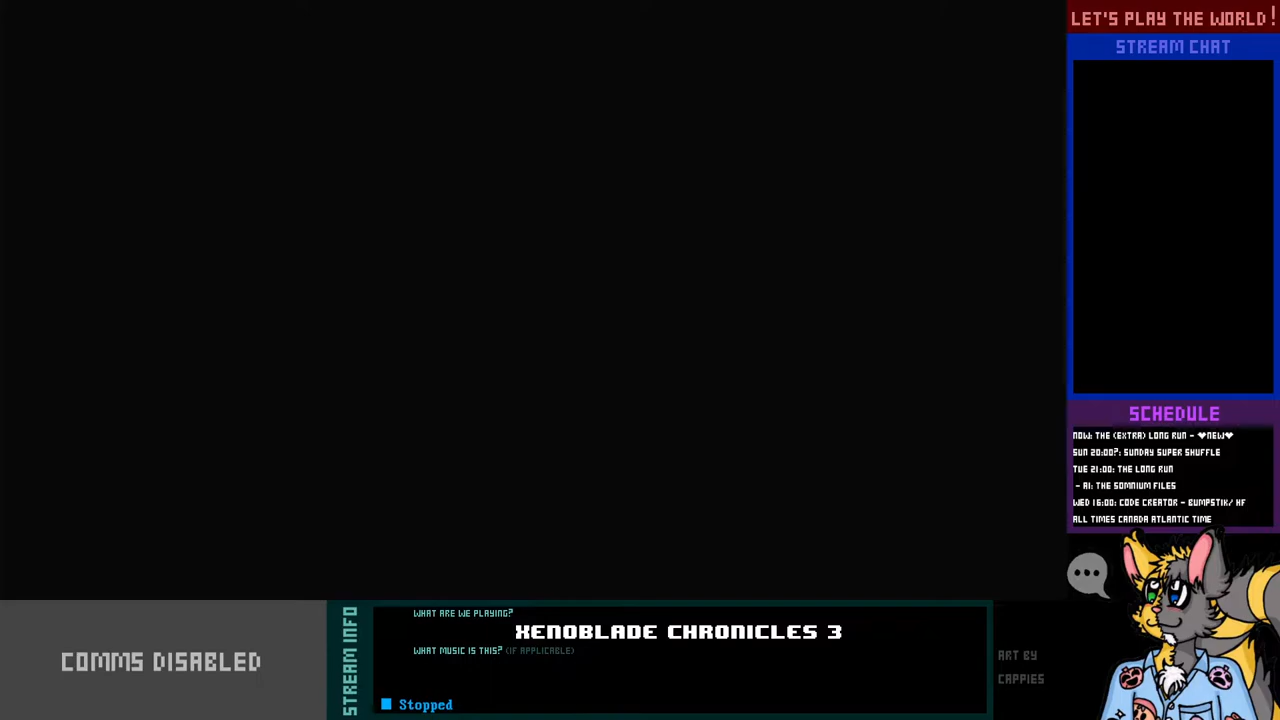 LET'S PLAY THE WORLD!
STREAM CHAT
SCHEDULE
NOW: THE (EXTRA) LONG RUN - ♥NEW♥
SUN 20:00?: SUNDAY SUPER SHUFFLE
TUE 21:00: THE LONG RUN
- AI: THE SOMNIUM FILES
WED 16:00: CODE CREATOR - BUMPSTIK/ HF
ALL TIMES CANADA ATLANTIC TIME
COMMS DISABLED
STREAM INFO
WHAT ARE WE PLAYING?
XENOBLADE CHRONICLES 3
WHAT MUSIC IS THIS? (IF APPLICABLE)
Stopped
ART BY
CAPPIES